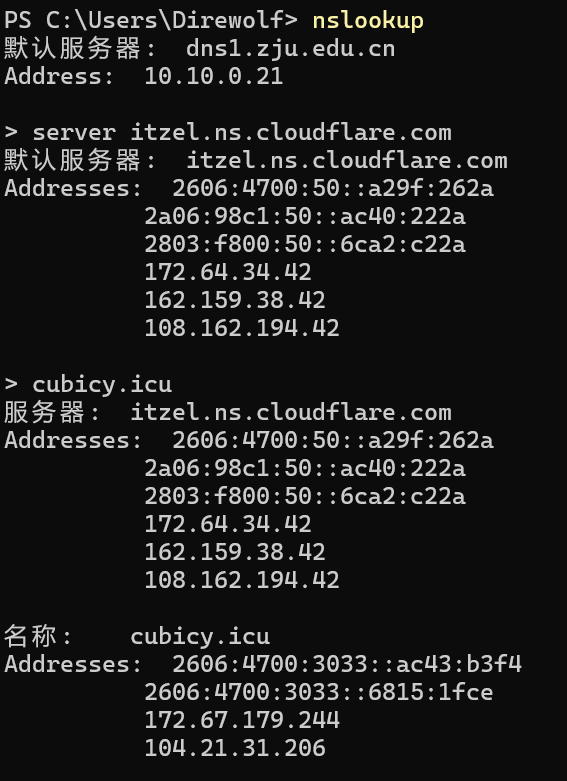 PS C:\Users\Direwolf> nslookup
默认服务器:  dns1.zju.edu.cn
Address:  10.10.0.21

> server itzel.ns.cloudflare.com
默认服务器:  itzel.ns.cloudflare.com
Addresses:  2606:4700:50::a29f:262a
          2a06:98c1:50::ac40:222a
          2803:f800:50::6ca2:c22a
          172.64.34.42
          162.159.38.42
          108.162.194.42

> cubicy.icu
服务器:  itzel.ns.cloudflare.com
Addresses:  2606:4700:50::a29f:262a
          2a06:98c1:50::ac40:222a
          2803:f800:50::6ca2:c22a
          172.64.34.42
          162.159.38.42
          108.162.194.42

名称:    cubicy.icu
Addresses:  2606:4700:3033::ac43:b3f4
          2606:4700:3033::6815:1fce
          172.67.179.244
          104.21.31.206